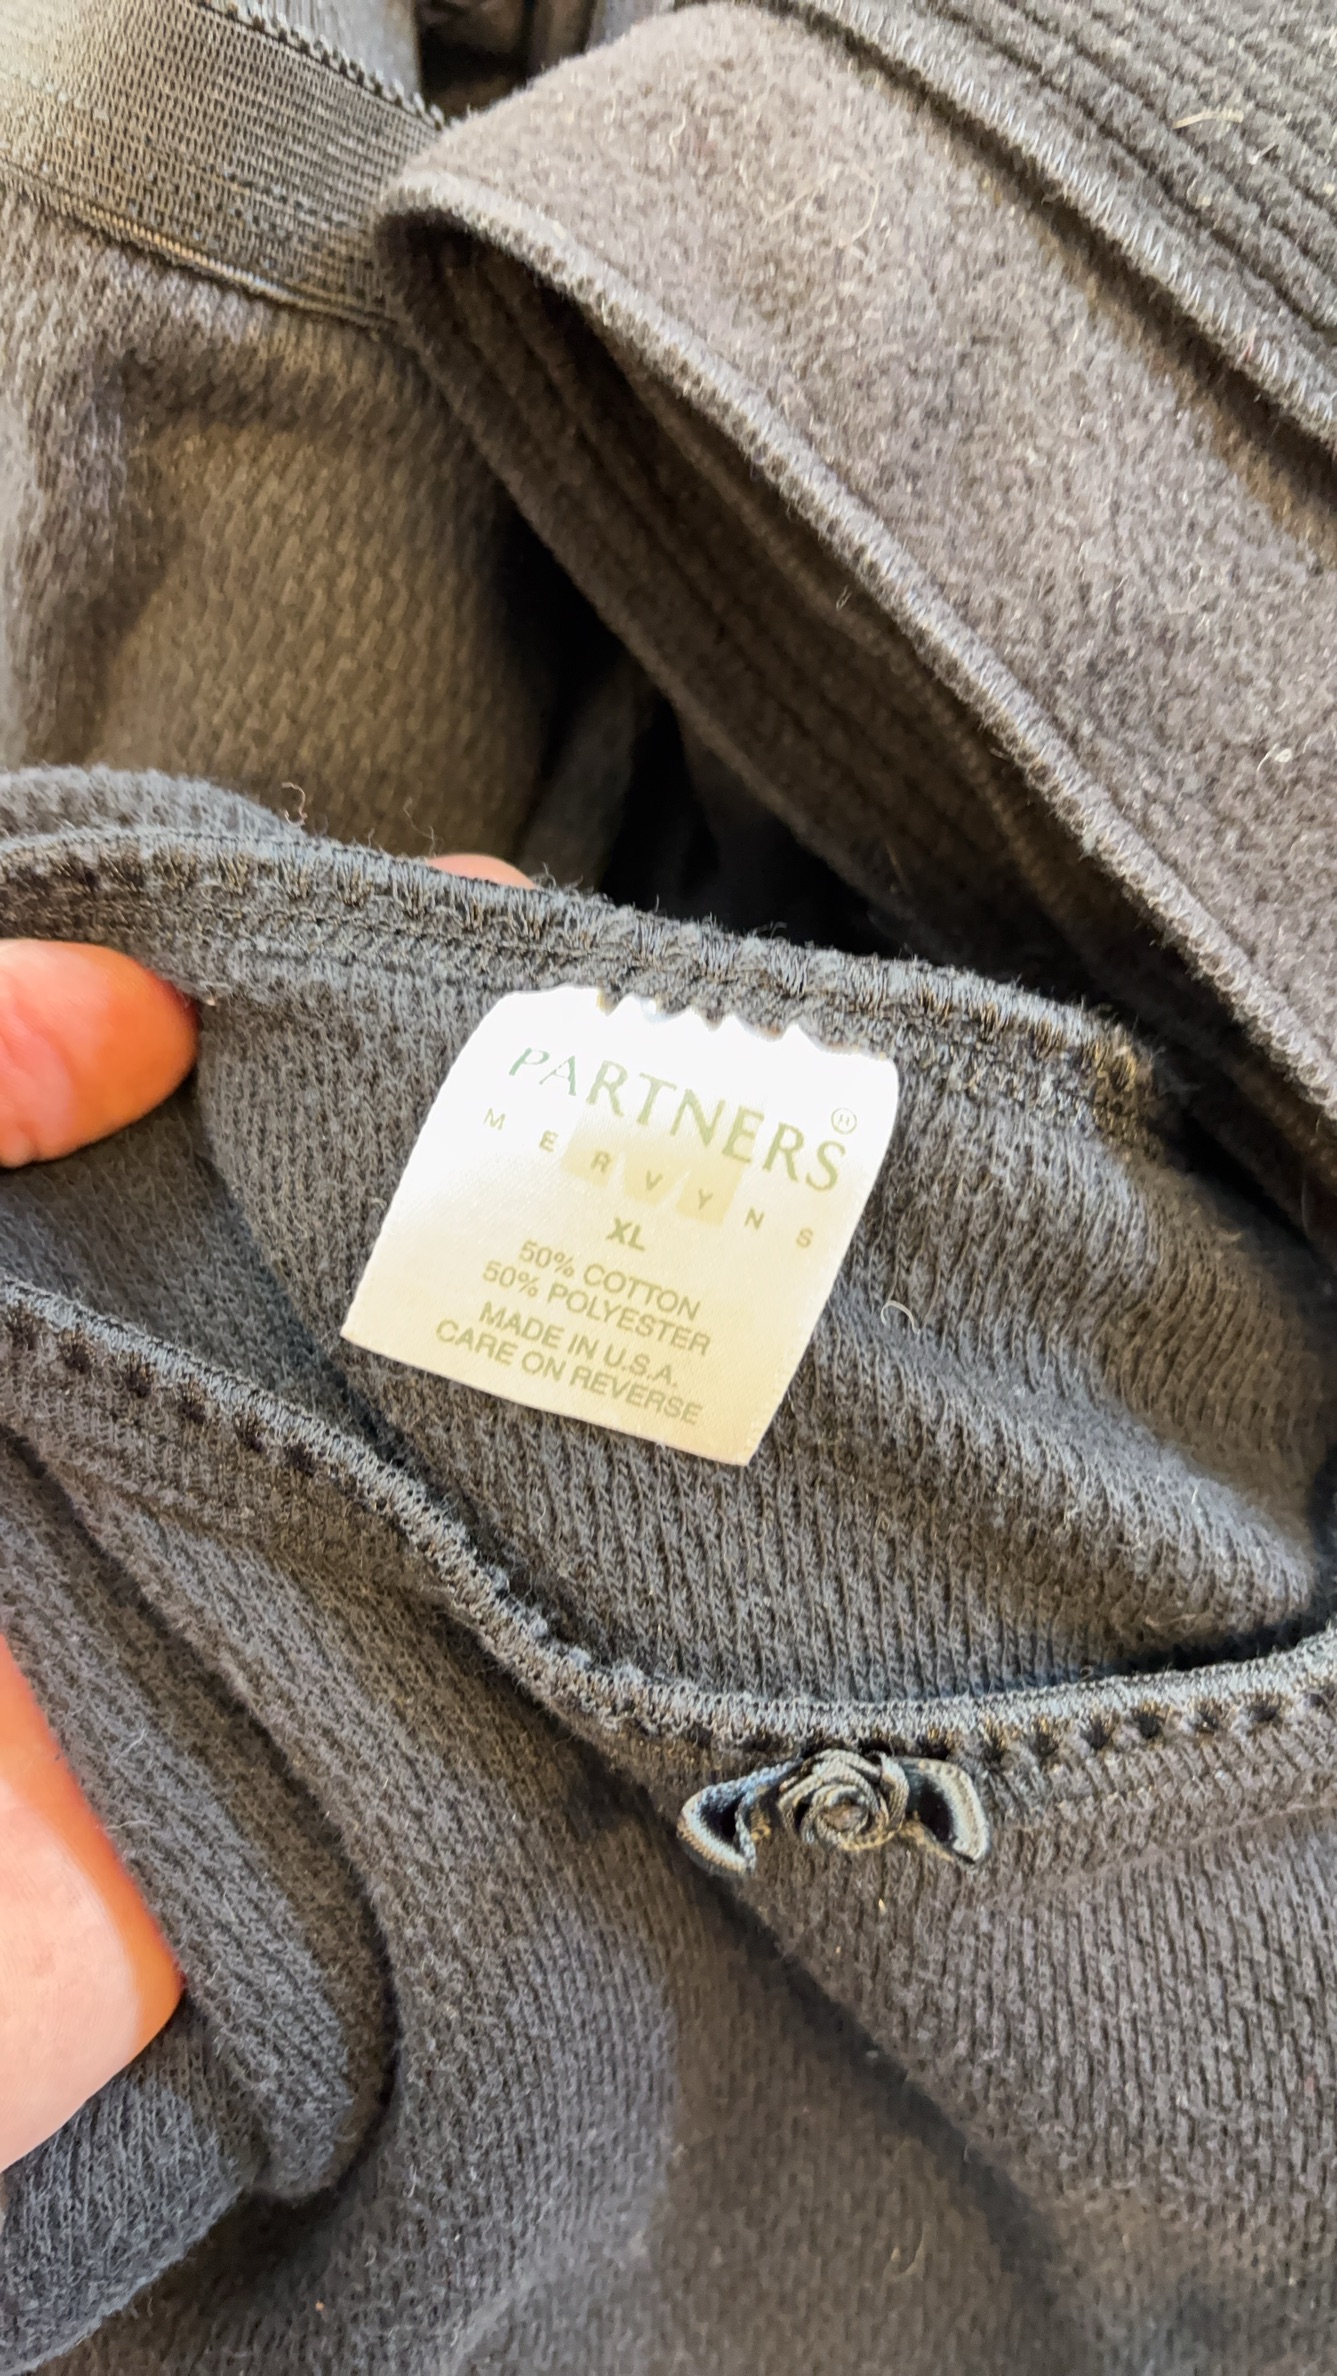 PARTNERS ®
MERVYNS
XL
50% COTTON
50% POLYESTER
MADE IN U.S.A.
CARE ON REVERSE